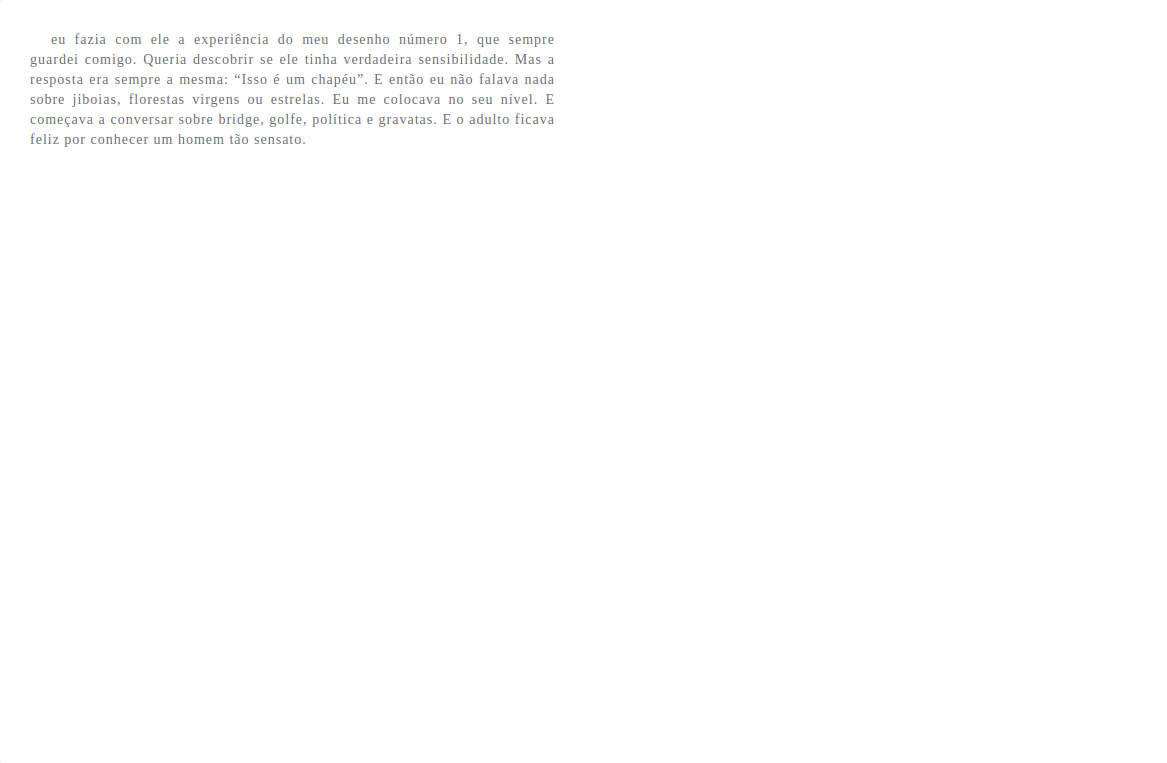 eu fazia com ele a experiência do meu desenho número 1, que sempre
guardei comigo. Queria descobrir se ele tinha verdadeira sensibilidade. Mas a
resposta era sempre a mesma: “Isso é um chapéu”. E então eu não falava nada
sobre jiboias, florestas virgens ou estrelas. Eu me colocava no seu nível. E
começava a conversar sobre bridge, golfe, política e gravatas. E o adulto ficava
feliz por conhecer um homem tão sensato.